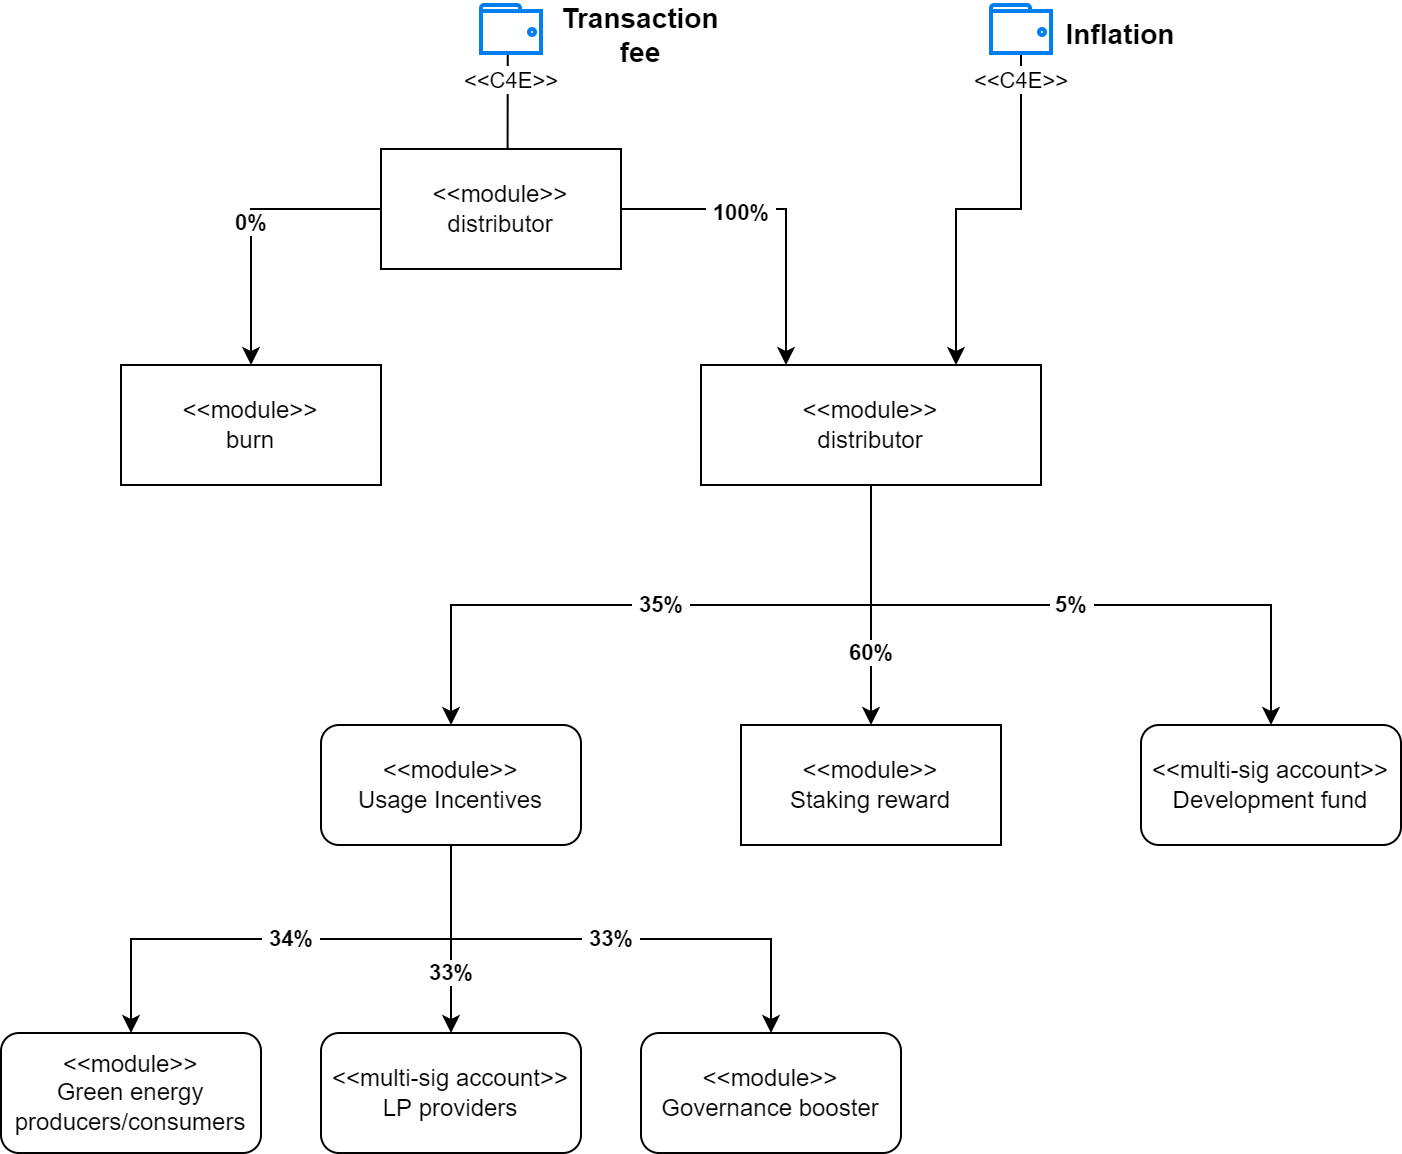 Transaction
fee
Inflation
<<C4E>>
<<C4E>>
<<module>>
distributor
0%
100%
<<module>>
burn
<<module>>
distributor
35%
5%
60%
<<module>>
Usage Incentives
<<module>>
Staking reward
<<multi-sig account>>
Development fund
34%
33%
33%
<<module>>
Green energy
producers/consumers
<<multi-sig account>>
LP providers
<<module>>
Governance booster